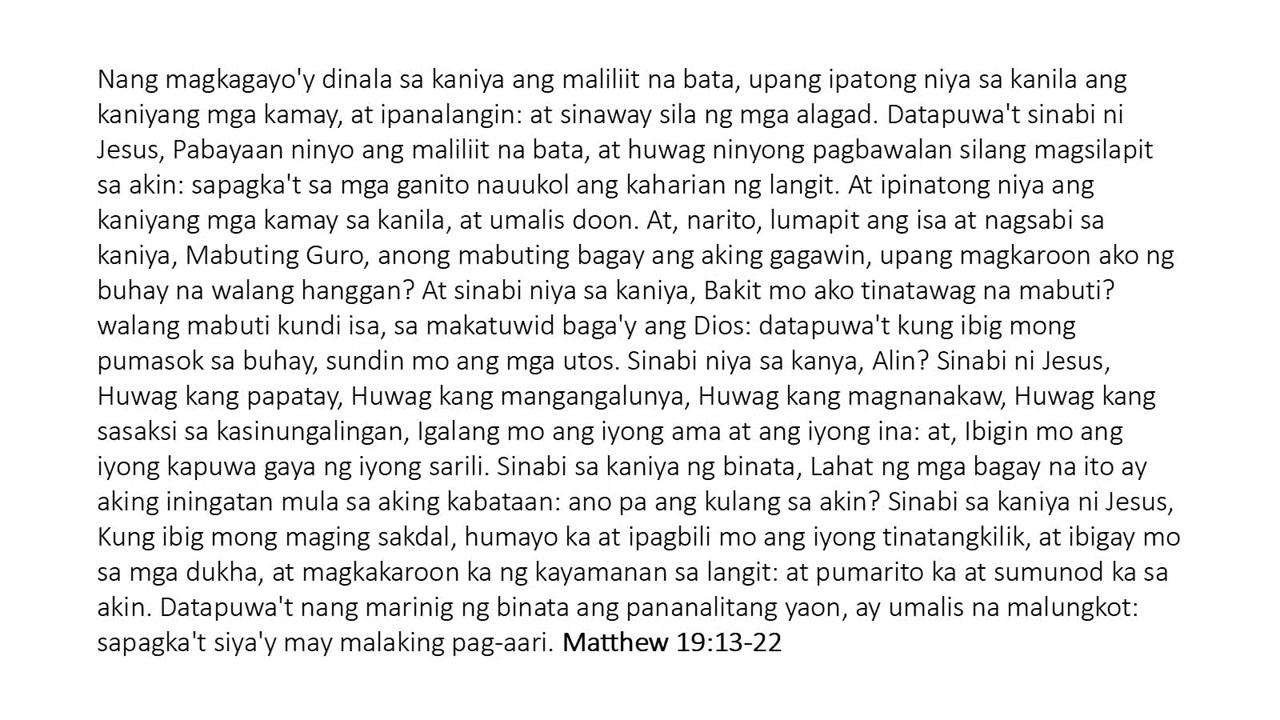 Nang magkagayo'y dinala sa kaniya ang maliliit na bata, upang ipatong niya sa kanila ang
kaniyang mga kamay, at ipanalangin: at sinaway sila ng mga alagad. Datapuwa't sinabi ni
Jesus, Pabayaan ninyo ang maliliit na bata, at huwag ninyong pagbawalan silang magsilapit
sa akin: sapagka't sa mga ganito nauukol ang kaharian ng langit. At ipinatong niya ang
kaniyang mga kamay sa kanila, at umalis doon. At, narito, lumapit ang isa at nagsabi sa
kaniya, Mabuting Guro, anong mabuting bagay ang aking gagawin, upang magkaroon ako ng
buhay na walang hanggan? At sinabi niya sa kaniya, Bakit mo ako tinatawag na mabuti?
walang mabuti kundi isa, sa makatuwid baga'y ang Dios: datapuwa't kung ibig mong
pumasok sa buhay, sundin mo ang mga utos. Sinabi niya sa kanya, Alin? Sinabi ni Jesus,
Huwag kang papatay, Huwag kang mangangalunya, Huwag kang magnanakaw, Huwag kang
sasaksi sa kasinungalingan, Igalang mo ang iyong ama at ang iyong ina: at, Ibigin mo ang
iyong kapuwa gaya ng iyong sarili. Sinabi sa kaniya ng binata, Lahat ng mga bagay na ito ay
aking iningatan mula sa aking kabataan: ano pa ang kulang sa akin? Sinabi sa kaniya ni Jesus,
Kung ibig mong maging sakdal, humayo ka at ipagbili mo ang iyong tinatangkilik, at ibigay mo
sa mga dukha, at magkakaroon ka ng kayamanan sa langit: at pumarito ka at sumunod ka sa
akin. Datapuwa't nang marinig ng binata ang pananalitang yaon, ay umalis na malungkot:
sapagka't siya'y may malaking pag-aari. Matthew 19:13-22